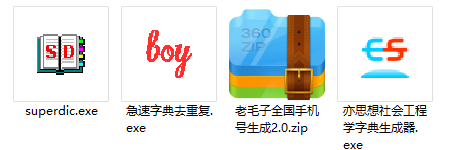 S D
boy
360
ZIP
ES
superdic.exe
急速字典去重复.
exe
老毛子全国手机
号生成2.0.zip
亦思想社会工程
学字典生成器.
exe